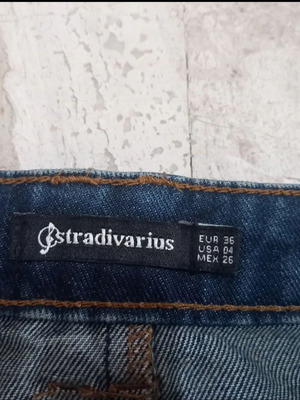 stradivarius
EUR 36
USA 04
MEX 26